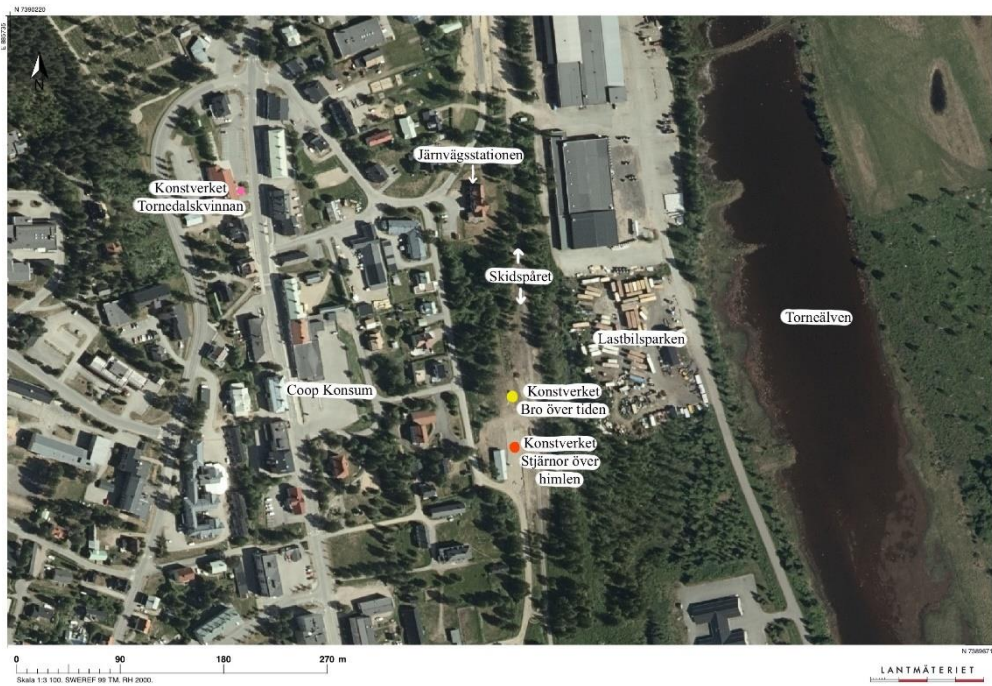 N 7390220
N
Järnvägsstationen
Konstverket
Tornedalskvinnan
Skidspåret
Torneälven
Lastbilsparken
Coop Konsum
Konstverket
Bro över tiden
Konstverket
Stjärnor över
himlen
N 7389671
0 90 180 270 m
Skala 1:3 100, SWEREF 99 TM, RH 2000.
LANTMÄTERIET